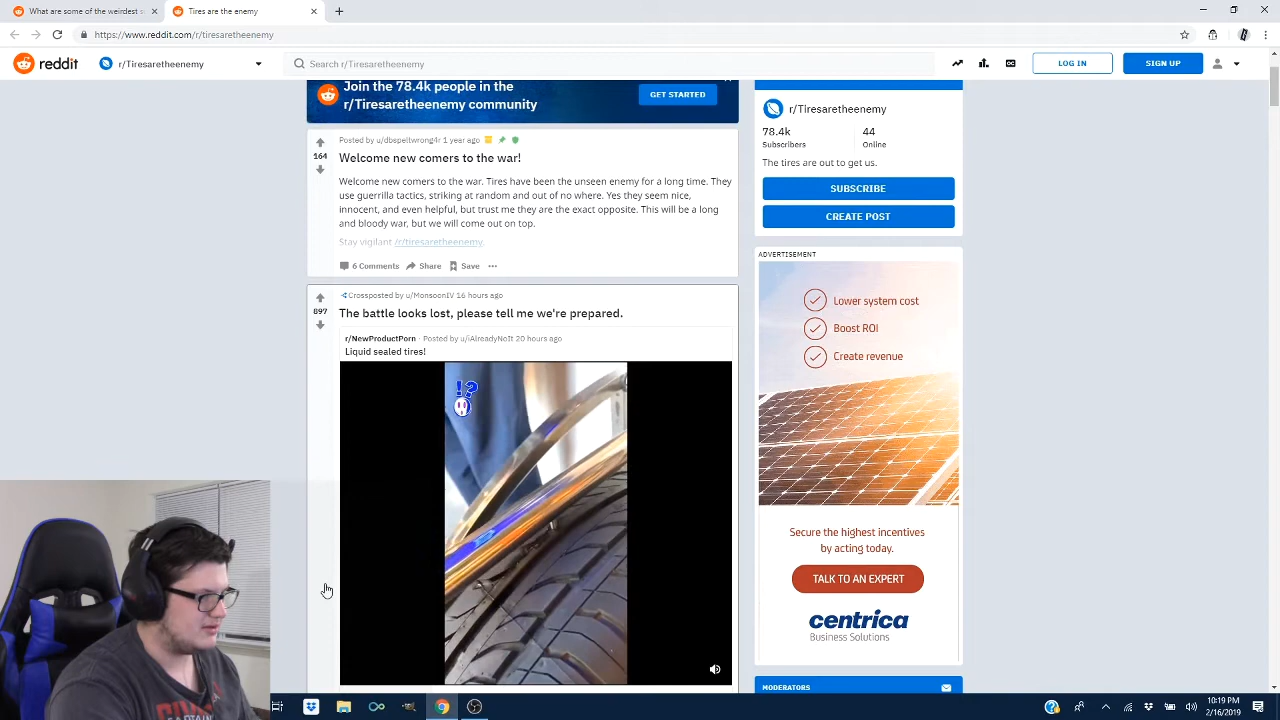 What are some of the weirdest s
Tires are the enemy
https://www.reddit.com/r/tiresaretheenemy
reddit
r/Tiresaretheenemy
Search r/Tiresaretheenemy
LOG IN
SIGN UP
Join the 78.4k people in the
r/Tiresaretheenemy community
GET STARTED
164
Posted by u/dbspeltwrong4r 1 year ago
Welcome new comers to the war!
Welcome new comers to the war. Tires have been the unseen enemy for a long time. They
use guerrilla tactics, striking at random and out of no where. Yes they seem nice,
innocent, and even helpful, but trust me they are the exact opposite. This will be a long
and bloody war, but we will come out on top.
Stay vigilant /r/tiresaretheenemy.
6 Comments Share Save
897
Crossposted by u/MonsoonIV 16 hours ago
The battle looks lost, please tell me we're prepared.
r/NewProductPorn · Posted by u/iAlreadyNoIt 20 hours ago
Liquid sealed tires!
!?
r/Tiresaretheenemy
78.4k 44
Subscribers Online
The tires are out to get us.
SUBSCRIBE
CREATE POST
ADVERTISEMENT
Lower system cost
Boost ROI
Create revenue
Secure the highest incentives
by acting today.
TALK TO AN EXPERT
centrica
Business Solutions
MODERATORS
10:19 PM
2/16/2019